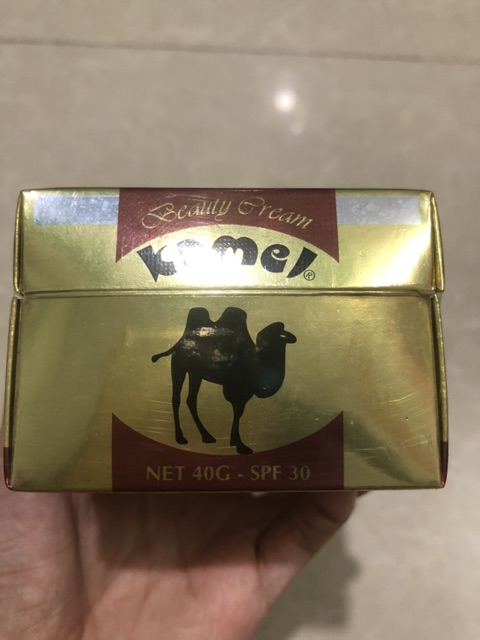 Beauty Cream
Kamel®
NET 40G - SPF 30